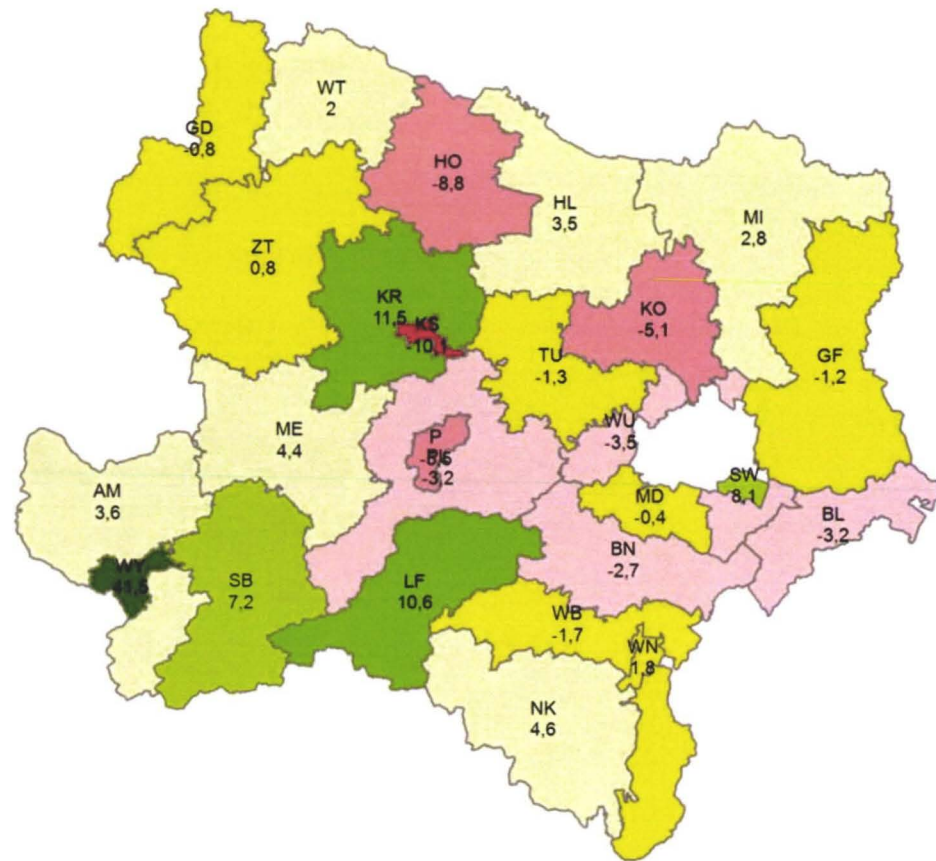 WT
2
GD
-0,8
HO
-8,8
HL
3,5
MI
2,8
ZT
0,8
KR
11,5
KS
-10,1
KO
-5,1
TU
-1,3
GF
-1,2
ME
4,4
P
PL
-3,2
WU
-3,5
AM
3,6
SW
8,1
MD
-0,4
BL
-3,2
BN
-2,7
WY
SB
7,2
LF
10,6
WB
-1,7
WN
1,8
NK
4,6